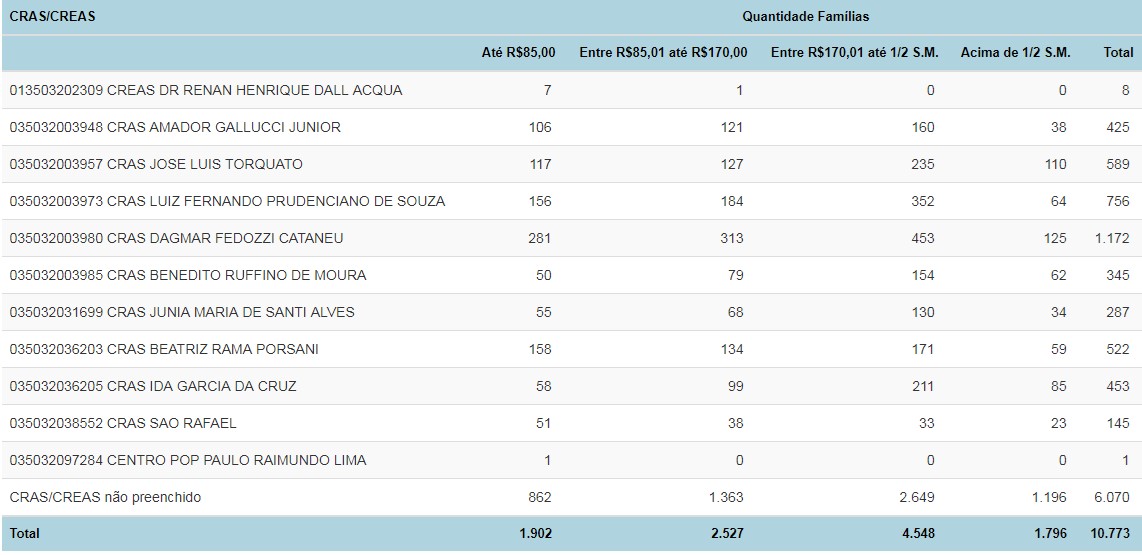 CRAS/CREAS Quantidade Famílias
Até R$85,00 Entre R$85,01 até R$170,00 Entre R$170,01 até 1/2 S.M. Acima de 1/2 S.M. Total
013503202309 CREAS DR RENAN HENRIQUE DALL ACQUA 7 1 0 0 8
035032003948 CRAS AMADOR GALLUCCI JUNIOR 106 121 160 38 425
035032003957 CRAS JOSE LUIS TORQUATO 117 127 235 110 589
035032003973 CRAS LUIZ FERNANDO PRUDENCIANO DE SOUZA 156 184 352 64 756
035032003980 CRAS DAGMAR FEDOZZI CATANEU 281 313 453 125 1.172
035032003985 CRAS BENEDITO RUFFINO DE MOURA 50 79 154 62 345
035032031699 CRAS JUNIA MARIA DE SANTI ALVES 55 68 130 34 287
035032036203 CRAS BEATRIZ RAMA PORSANI 158 134 171 59 522
035032036205 CRAS IDA GARCIA DA CRUZ 58 99 211 85 453
035032038552 CRAS SAO RAFAEL 51 38 33 23 145
035032097284 CENTRO POP PAULO RAIMUNDO LIMA 1 0 0 0 1
CRAS/CREAS não preenchido 862 1.363 2.649 1.196 6.070
Total 1.902 2.527 4.548 1.796 10.773